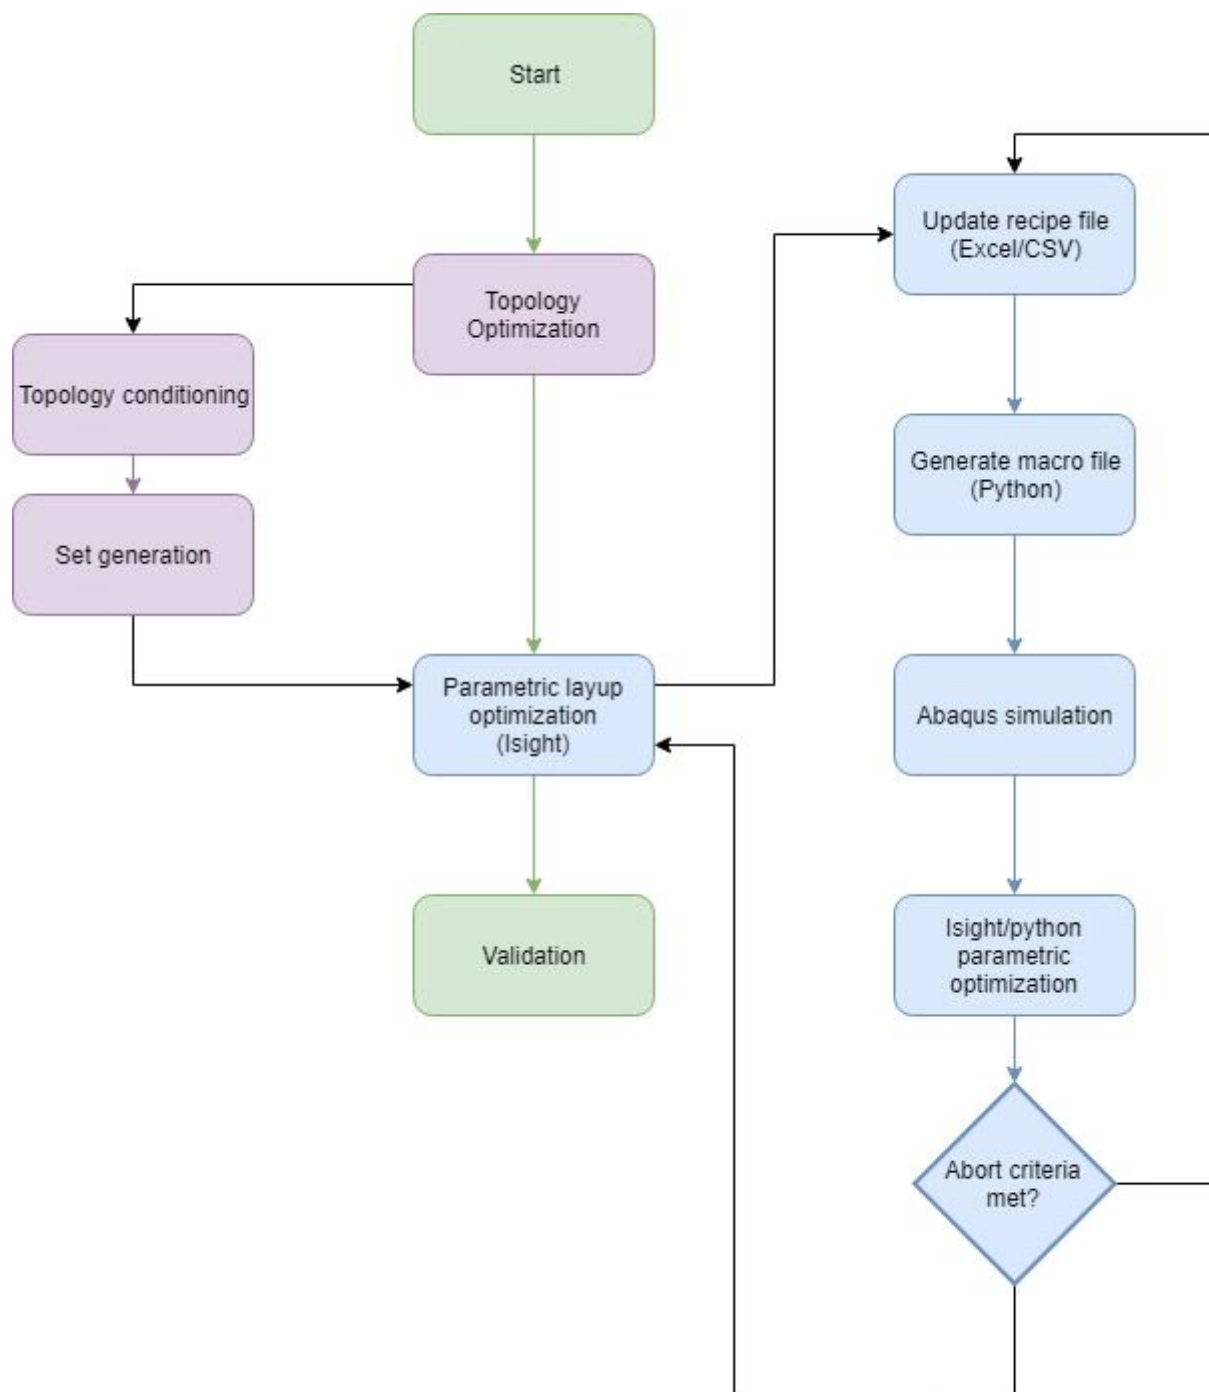 Start
Topology
Optimization
Topology conditioning
Set generation
Parametric layup
optimization
(Isight)
Validation
Update recipe file
(Excel/CSV)
Generate macro file
(Python)
Abaqus simulation
Isight/python
parametric
optimization
Abort criteria
met?